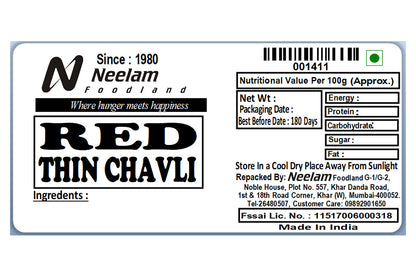 Since : 1980
Neelam
Foodland
Where hunger meets happiness
RED
THIN CHAVLI
Ingredients :
001411
Nutritional Value Per 100g (Approx.)
Net Wt :
Packaging Date :
Best Before Date : 180 Days
Energy :
Protein :
Carbohydrate:
Sugar :
Fat :
Store In a Cool Dry Place Away From Sunlight
Repacked By: Neelam Foodland G-1/G-2,
Noble House, Plot No. 557, Khar Danda Road,
1st & 18th Road Corner, Khar (W), Mumbai-400052.
Tel-26480507, Customer Care: 09892901650
Fssai Lic. No. : 11517006000318
Made In India